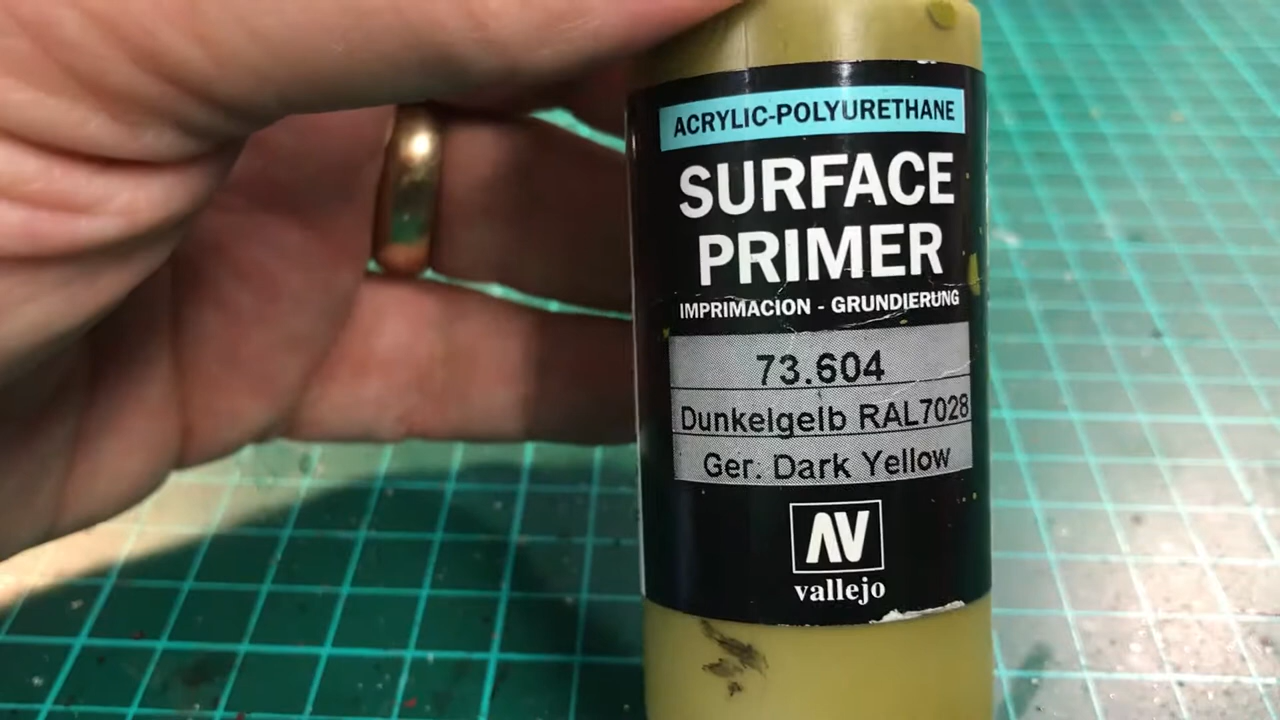 ACRYLIC-POLYURETHANE
SURFACE
PRIMER
IMPRIMACION - GRUNDIERUNG
73.604
Dunkelgelb RAL7028
Ger. Dark Yellow
AV
vallejo